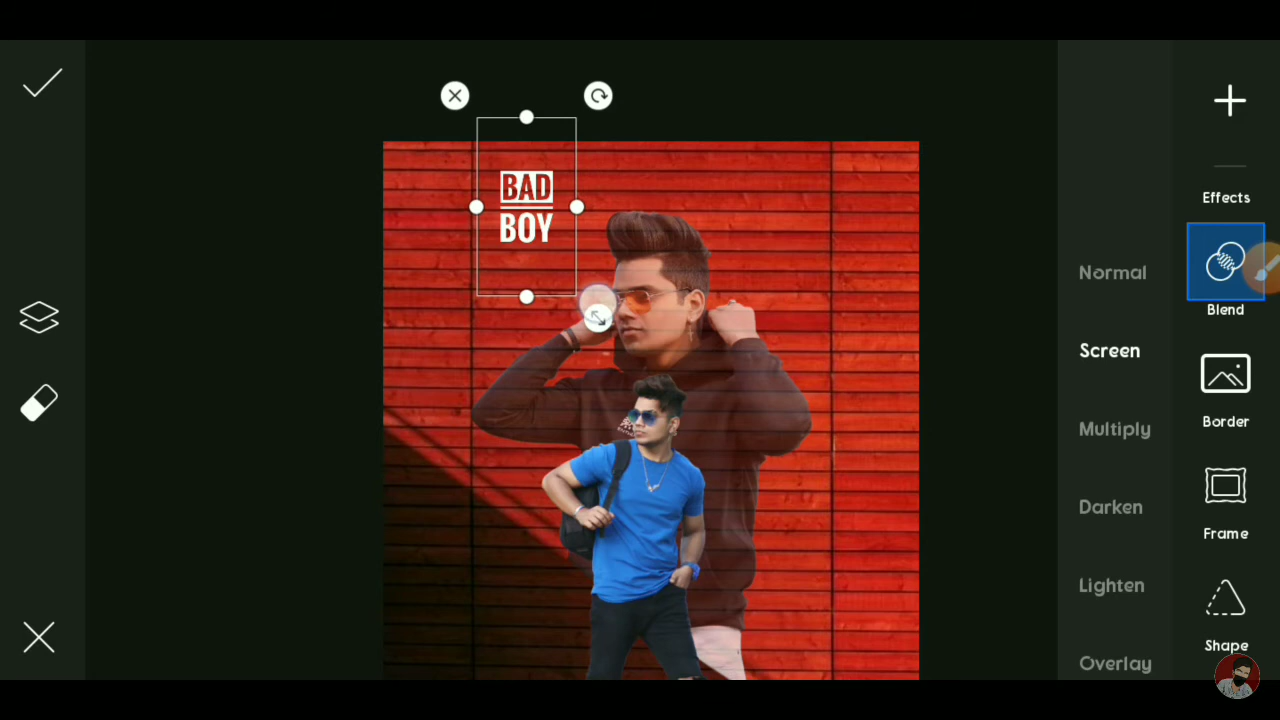 BAD
BOY
Effects
Blend
Border
Frame
Shape
Normal
Screen
Multiply
Darken
Lighten
Overlay